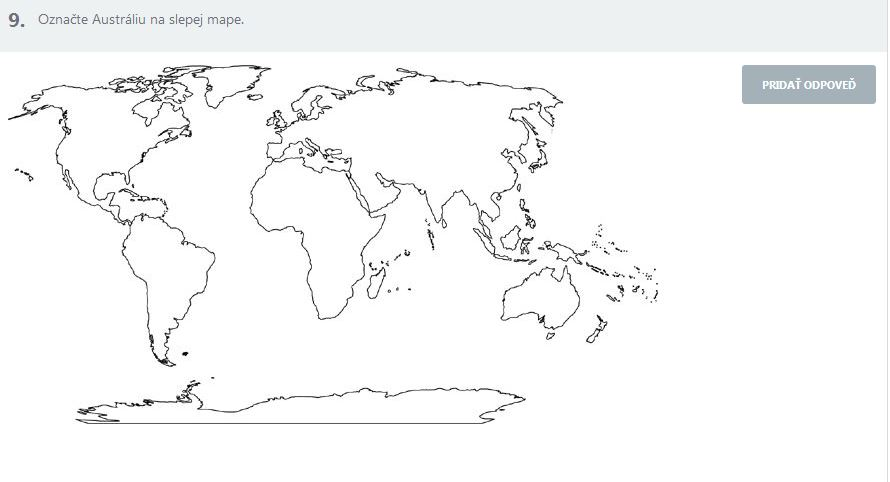 9. Označte Austráliu na slepej mape.
PRIDAŤ ODPOVEĎ